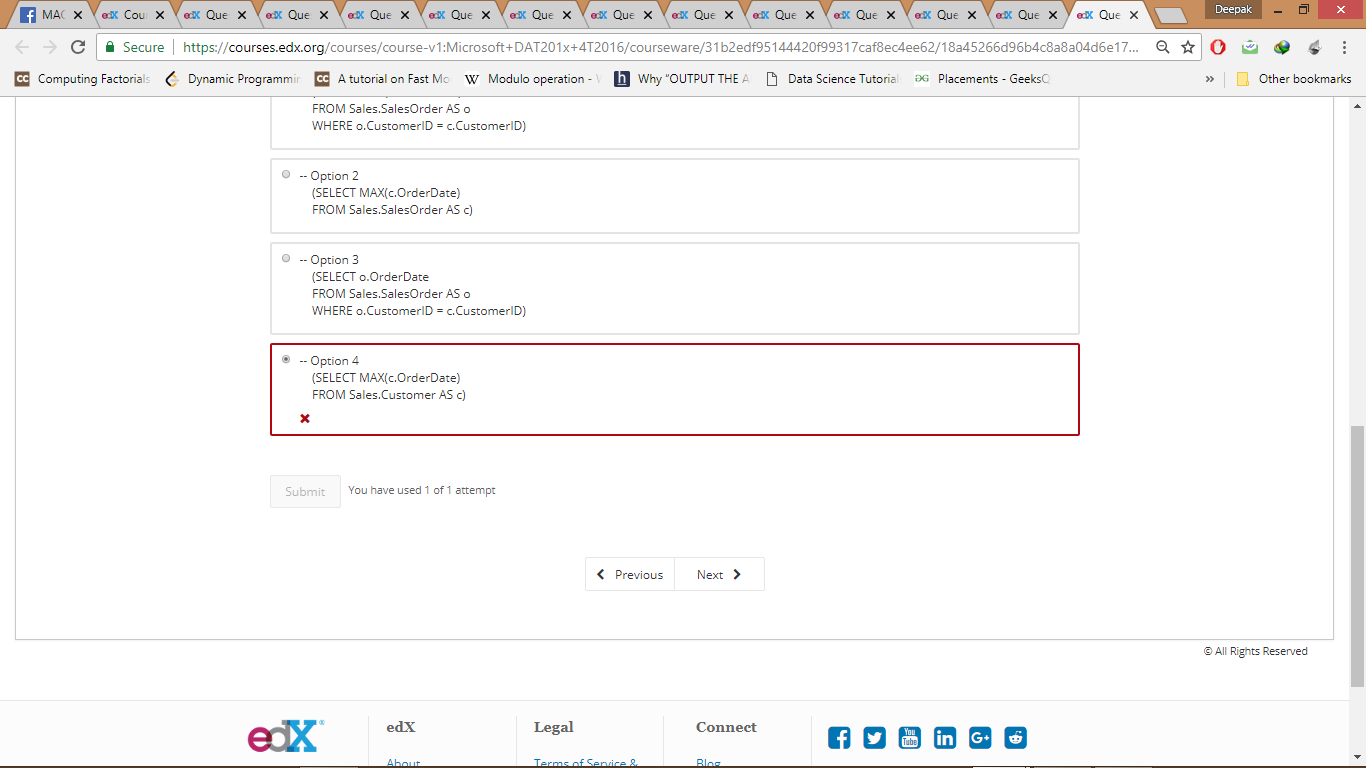 MAC
Cou
Que
Que
Que
Que
Que
Que
Que
Que
Que
Que
Que
Que
Deepak
Secure
https://courses.edx.org/courses/course-v1:Microsoft+DAT201x+4T2016/courseware/31b2edf95144420f99317caf8ec4ee62/18a45266d96b4c8a8a04d6e17...
CC Computing Factorials
Dynamic Programmin
CC A tutorial on Fast Mo
W Modulo operation -
h Why "OUTPUT THE A
Data Science Tutorial
Placements - GeeksQ
»
Other bookmarks
FROM Sales.SalesOrder AS o
WHERE o.CustomerID = c.CustomerID)
-- Option 2
(SELECT MAX(c.OrderDate)
FROM Sales.SalesOrder AS c)
-- Option 3
(SELECT o.OrderDate
FROM Sales.SalesOrder AS o
WHERE o.CustomerID = c.CustomerID)
-- Option 4
(SELECT MAX(c.OrderDate)
FROM Sales.Customer AS c)
Submit
You have used 1 of 1 attempt
Previous
Next
© All Rights Reserved
edX
edX
Legal
Connect
About
Terms of Service &
Blog